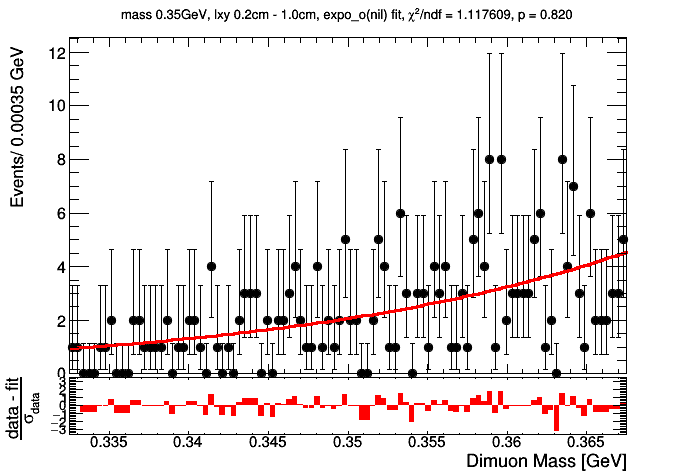 mass 0.35GeV, lxy 0.2cm - 1.0cm, expo_o(nil) fit, χ²/ndf = 1.117609, p = 0.820
Events/ 0.00035 GeV
12
10
8
6
4
2
0
data - fit
σdata
3
2
1
0
−1
−2
−3
0.335 0.34 0.345 0.35 0.355 0.36 0.365
Dimuon Mass [GeV]